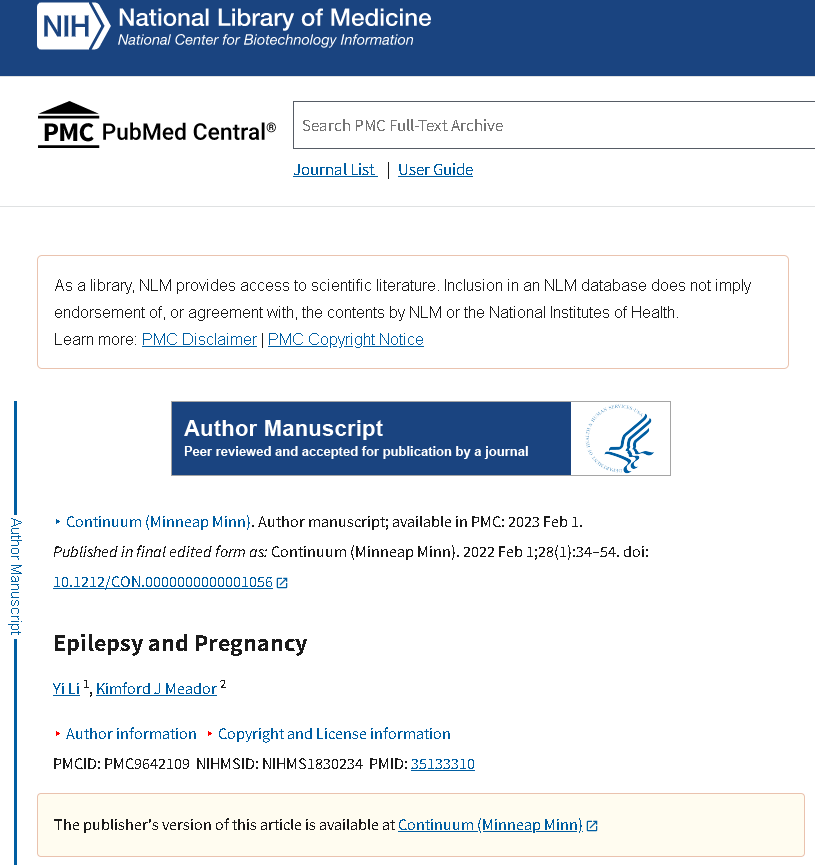 NIH National Library of Medicine
National Center for Biotechnology Information
PMC PubMed Central®
Search PMC Full-Text Archive
Journal List | User Guide
As a library, NLM provides access to scientific literature. Inclusion in an NLM database does not imply
endorsement of, or agreement with, the contents by NLM or the National Institutes of Health.
Learn more: PMC Disclaimer | PMC Copyright Notice
Author Manuscript
Peer reviewed and accepted for publication by a journal
Author Manuscript
‣ Continuum (Minneap Minn). Author manuscript; available in PMC: 2023 Feb 1.
Published in final edited form as: Continuum (Minneap Minn). 2022 Feb 1;28(1):34–54. doi:
10.1212/CON.0000000000001056
Epilepsy and Pregnancy
Yi Li 1, Kimford J Meador 2
‣ Author information ‣ Copyright and License information
PMCID: PMC9642109 NIHMSID: NIHMS1830234 PMID: 35133310
The publisher's version of this article is available at Continuum (Minneap Minn)